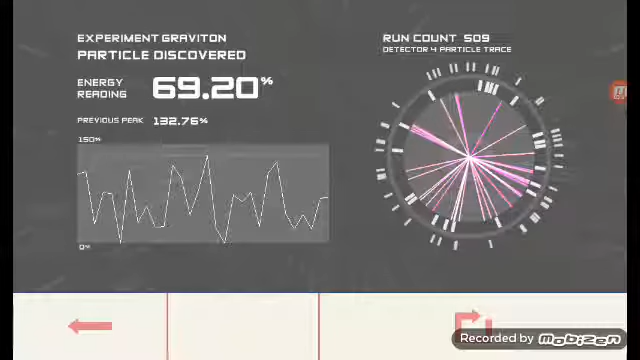 EXPERIMENT GRAVITON
PARTICLE DISCOVERED
ENERGY
READING
69.20%
PREVIOUS PEAK 132.76%
150%
0%
RUN COUNT 509
DETECTOR 4 PARTICLE TRACE
Recorded by Mobizen